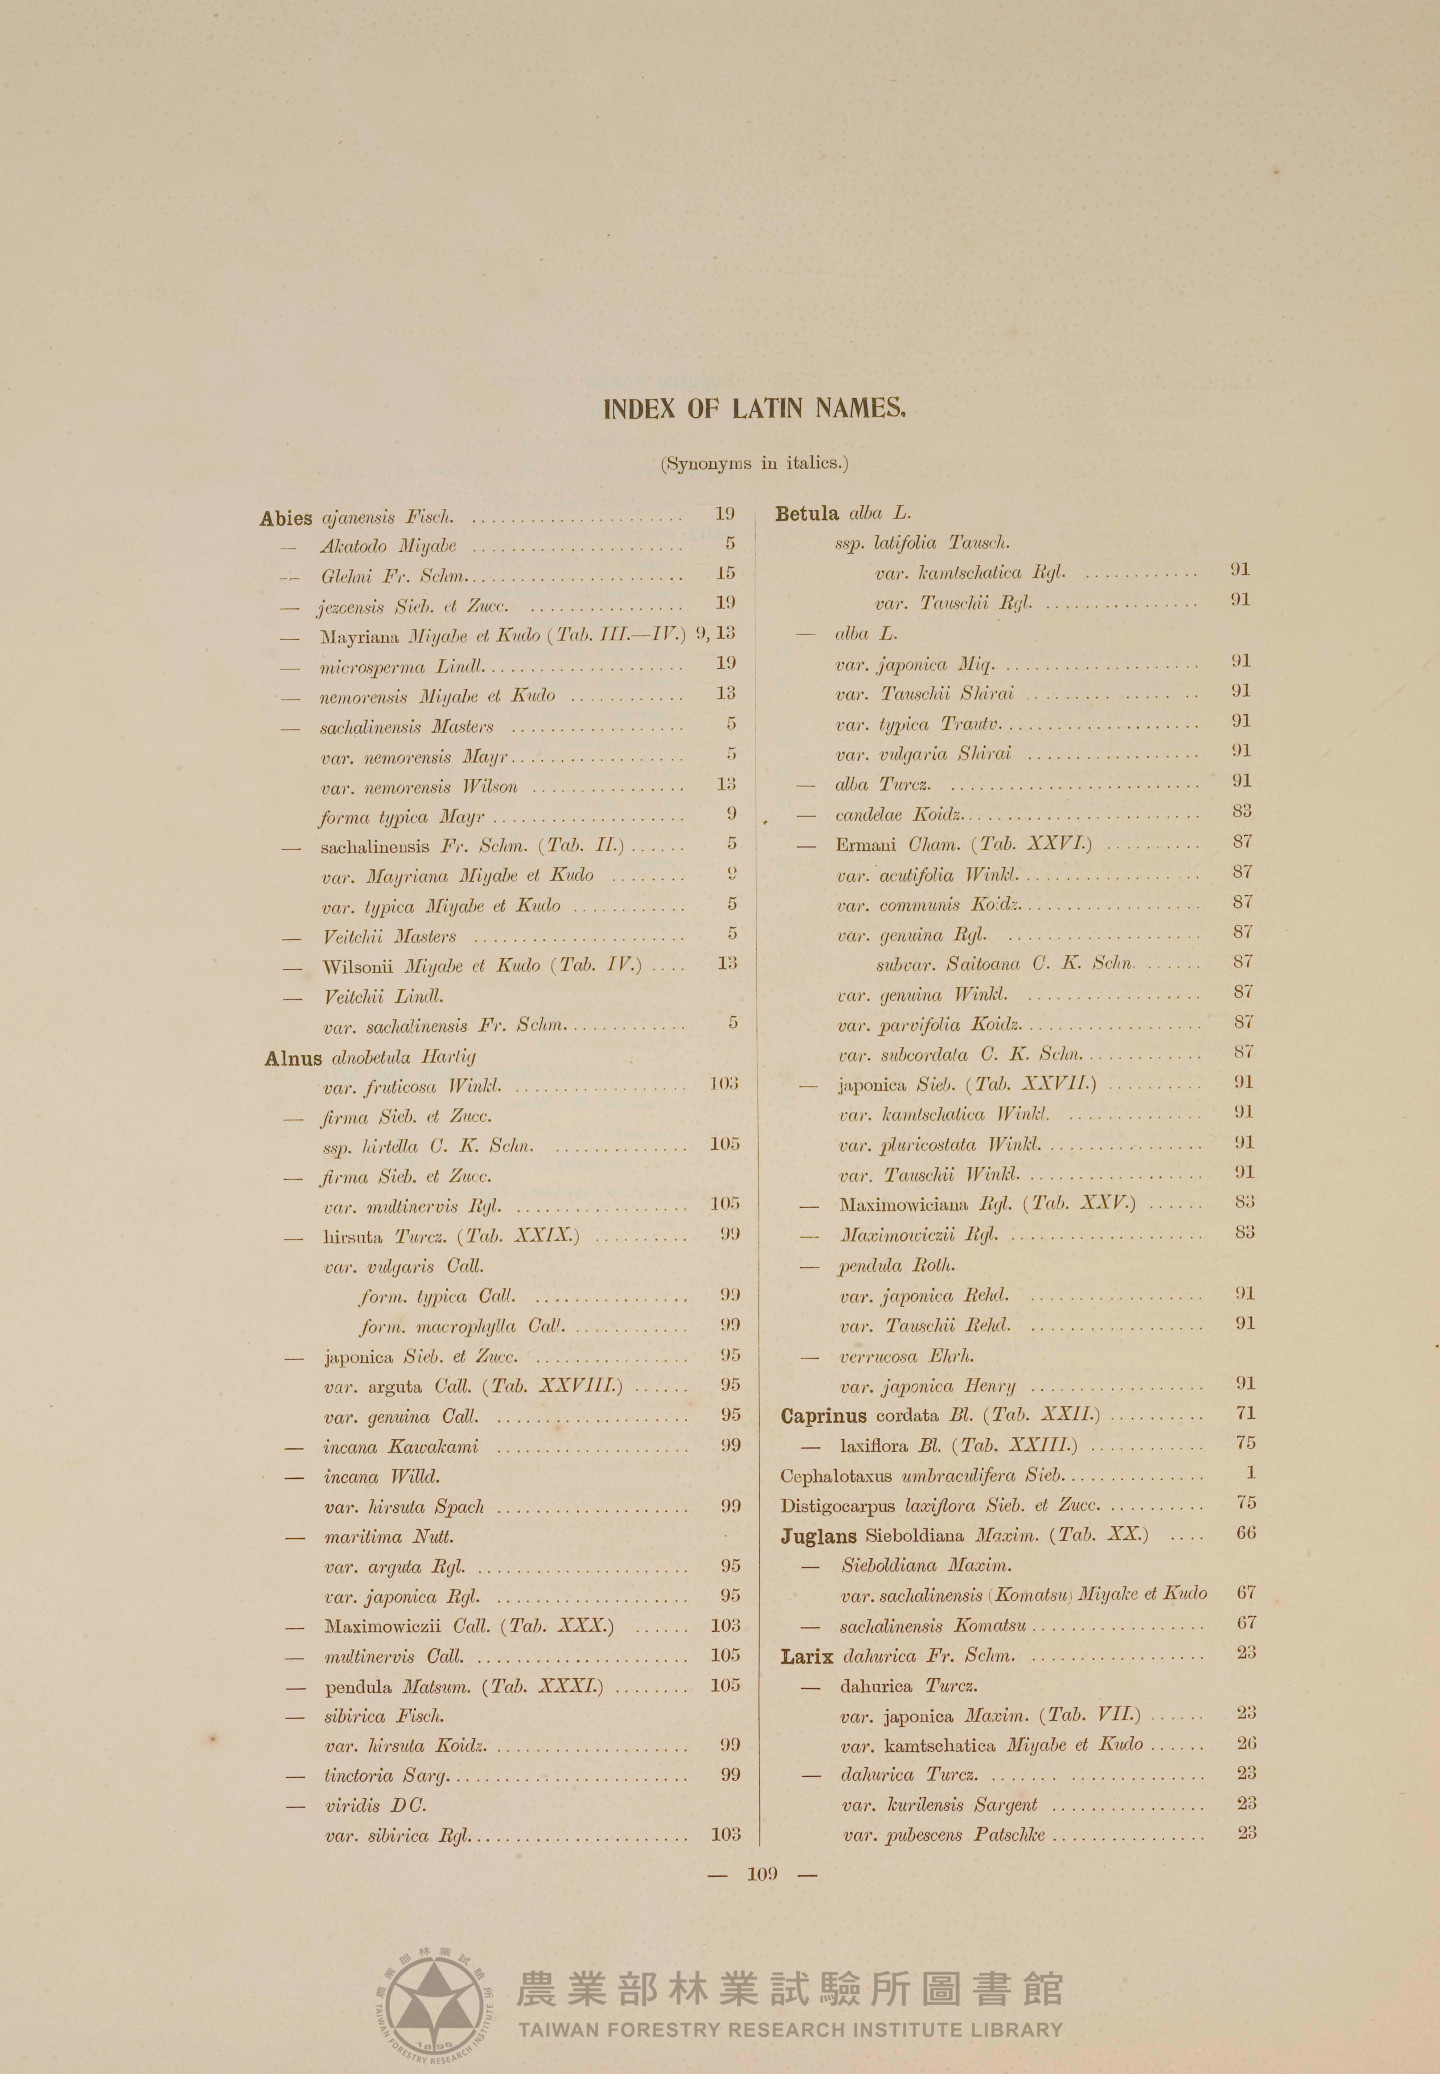 INDEX OF LATIN NAMES.
(Synonyms in italics.)
Abies ajanensis Fisch. ...................... 19
— Akatodo Miyabe ...................... 5
— Glehni Fr. Schm....................... 15
— jezoensis Sieb. et Zucc. ................ 19
— Mayriana Miyabe et Kudo (Tab. III.—IV.) 9, 13
— microsperma Lindl..................... 19
— nemorensis Miyabe et Kudo ............ 13
— sachalinensis Masters .................. 5
var. nemorensis Mayr.................. 5
var. nemorensis Wilson ................ 13
forma typica Mayr .................... 9
— sachalinensis Fr. Schm. (Tab. II.) ...... 5
var. Mayriana Miyabe et Kudo ........ 9
var. typica Miyabe et Kudo ............ 5
— Veitchii Masters ...................... 5
— Wilsonii Miyabe et Kudo (Tab. IV.) .... 13
— Veitchii Lindl.
var. sachalinensis Fr. Schm............. 5
Alnus alnobetula Hartig
var. fruticosa Winkl. .................. 103
— firma Sieb. et Zucc.
ssp. hirtella C. K. Schn. .............. 105
— firma Sieb. et Zucc.
var. multinervis Rgl. .................. 105
— hirsuta Turcz. (Tab. XXIX.) .......... 99
var. vulgaris Call.
form. typica Call. ................ 99
form. macrophylla Call. ............ 99
— japonica Sieb. et Zucc. ................ 95
var. arguta Call. (Tab. XXVIII.) ...... 95
var. genuina Call. .................... 95
— incana Kawakami .................... 99
— incana Willd.
var. hirsuta Spach .................... 99
— maritima Nutt.
var. arguta Rgl. ...................... 95
var. japonica Rgl. .................... 95
— Maximowiczii Call. (Tab. XXX.) ...... 103
— multinervis Call. ...................... 105
— pendula Matsum. (Tab. XXXI.) ........ 105
— sibirica Fisch.
var. hirsuta Koidz. .................... 99
— tinctoria Sarg......................... 99
— viridis DC.
var. sibirica Rgl....................... 103
Betula alba L.
ssp. latifolia Tausch.
var. kamtschatica Rgl. ............ 91
var. Tauschii Rgl. ................ 91
— alba L.
var. japonica Miq. .................... 91
var. Tauschii Shirai .................. 91
var. typica Trautv..................... 91
var. vulgaria Shirai .................. 91
— alba Turcz. .......................... 91
— candelae Koidz......................... 83
— Ermani Cham. (Tab. XXVI.) .......... 87
var. acutifolia Winkl................... 87
var. communis Koidz................... 87
var. genuina Rgl. .................... 87
subvar. Saitoana C. K. Schn. ...... 87
var. genuina Winkl. .................. 87
var. parvifolia Koidz................... 87
var. subcordata C. K. Schn............. 87
— japonica Sieb. (Tab. XXVII.) .......... 91
var. kamtschatica Winkl. .............. 91
var. pluricostata Winkl. ................ 91
var. Tauschii Winkl. .................. 91
— Maximowiciana Rgl. (Tab. XXV.) ...... 83
— Maximowiczii Rgl. .................... 83
— pendula Roth.
var. japonica Rehd. .................. 91
var. Tauschii Rehd. .................. 91
— verrucosa Ehrh.
var. japonica Henry .................. 91
Caprinus cordata Bl. (Tab. XXII.) .......... 71
— laxiflora Bl. (Tab. XXIII.) ............ 75
Cephalotaxus umbraculifera Sieb............... 1
Distigocarpus laxiflora Sieb. et Zucc. .......... 75
Juglans Sieboldiana Maxim. (Tab. XX.) .... 66
— Sieboldiana Maxim.
var. sachalinensis (Komatsu) Miyake et Kudo 67
— sachalinensis Komatsu .................. 67
Larix dahurica Fr. Schm. .................. 23
— dahurica Turcz.
var. japonica Maxim. (Tab. VII.) ...... 23
var. kamtschatica Miyabe et Kudo ...... 26
— dahurica Turcz. ...................... 23
var. kurilensis Sargent ................ 23
var. pubescens Patschke ................ 23
— 109 —
農業部林業試驗所
TAIWAN FORESTRY RESEARCH INSTITUTE
1896
農業部林業試驗所圖書館
TAIWAN FORESTRY RESEARCH INSTITUTE LIBRARY